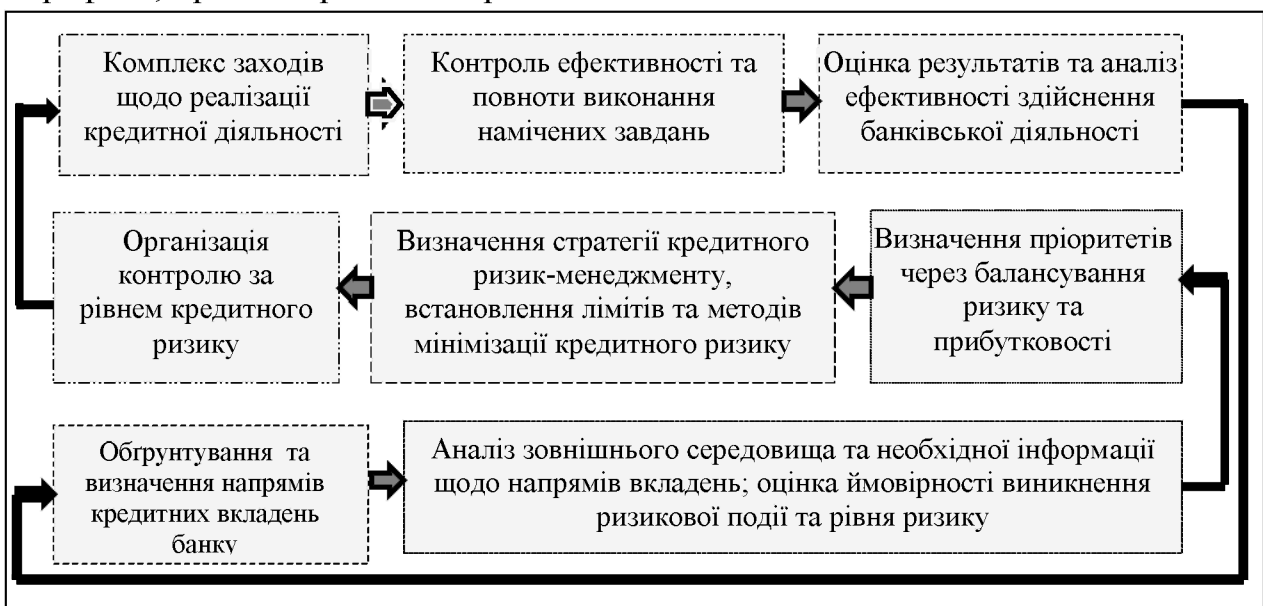 Комплекс заходів
щодо реалізації
кредитної діяльності
Контроль ефективності та
повноти виконання
намічених завдань
Оцінка результатів та аналіз
ефективності здійснення
банківської діяльності
Організація
контролю за
рівнем кредитного
ризику
Визначення стратегії кредитного
ризик-менеджменту,
встановлення лімітів та методів
мінімізації кредитного ризику
Визначення пріоритетів
через балансування
ризику та
прибутковості
Обґрунтування та
визначення напрямів
кредитних вкладень
банку
Аналіз зовнішнього середовища та необхідної інформації
щодо напрямів вкладень; оцінка ймовірності виникнення
ризикової події та рівня ризику